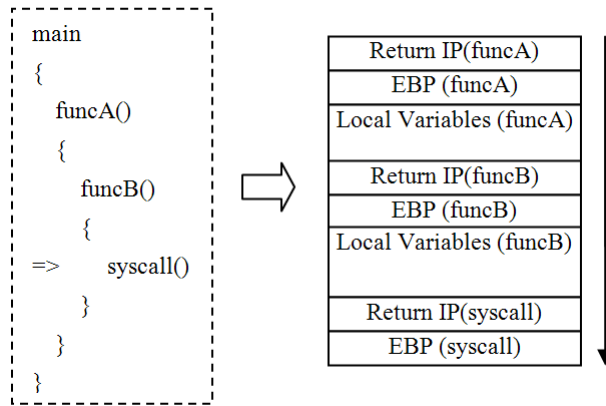 main
{
funcA()
{
funcB()
{
=> syscall()
}
}
}
Return IP(funcA)
EBP (funcA)
Local Variables (funcA)
Return IP(funcB)
EBP (funcB)
Local Variables (funcB)
Return IP(syscall)
EBP (syscall)